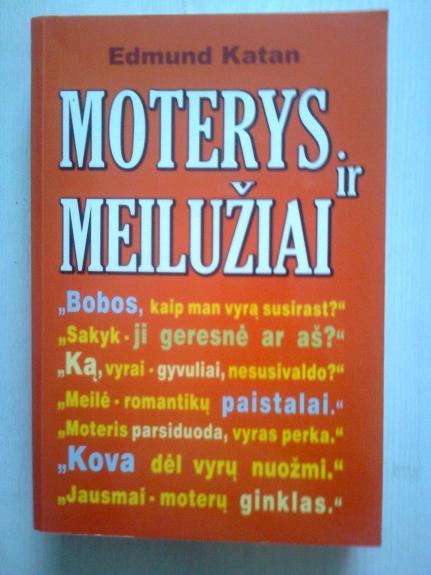 Edmund Katan
MOTERYS
ir
MEILUŽIAI
„Bobos, kaip man vyrą susirast?“
„Sakyk - ji geresnė ar aš?“
„Ką, vyrai - gyvuliai, nesusivaldo?“
„Meilė - romantikų paistalai.“
„Moteris parsiduoda, vyras perka.“
„Kova dėl vyrų nuožmi.“
„Jausmai - moterų ginklas.“